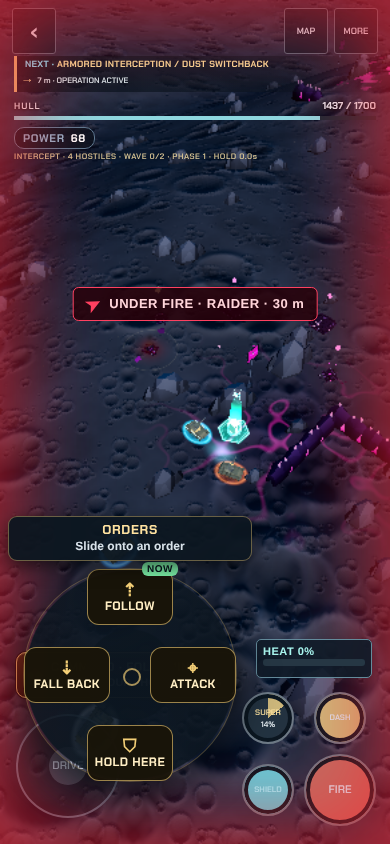 ‹
MAP
MORE
NEXT · ARMORED INTERCEPTION / DUST SWITCHBACK
→ 7 m · OPERATION ACTIVE
HULL
1437 / 1700
POWER 68
INTERCEPT · 4 HOSTILES · WAVE 0/2 · PHASE 1 · HOLD 0.0s
UNDER FIRE · RAIDER · 30 m
ORDERS
Slide onto an order
NOW
FOLLOW
FALL BACK
ATTACK
HOLD HERE
DRIVE
HEAT 0%
SUPER
14%
DASH
SHIELD
FIRE